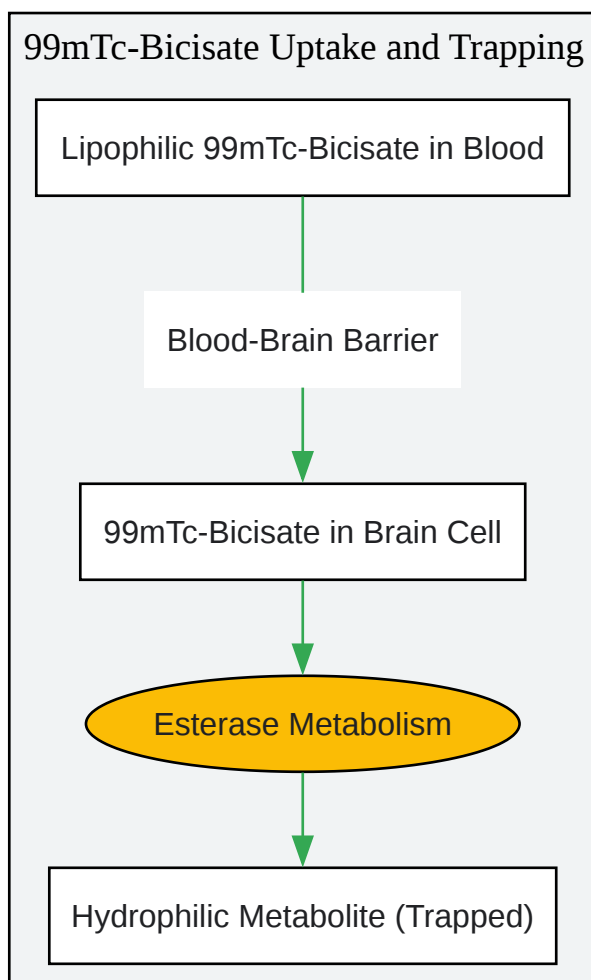 99mTc-Bicisate Uptake and Trapping
Lipophilic 99mTc-Bicisate in Blood
Blood-Brain Barrier
99mTc-Bicisate in Brain Cell
Esterase Metabolism
Hydrophilic Metabolite (Trapped)